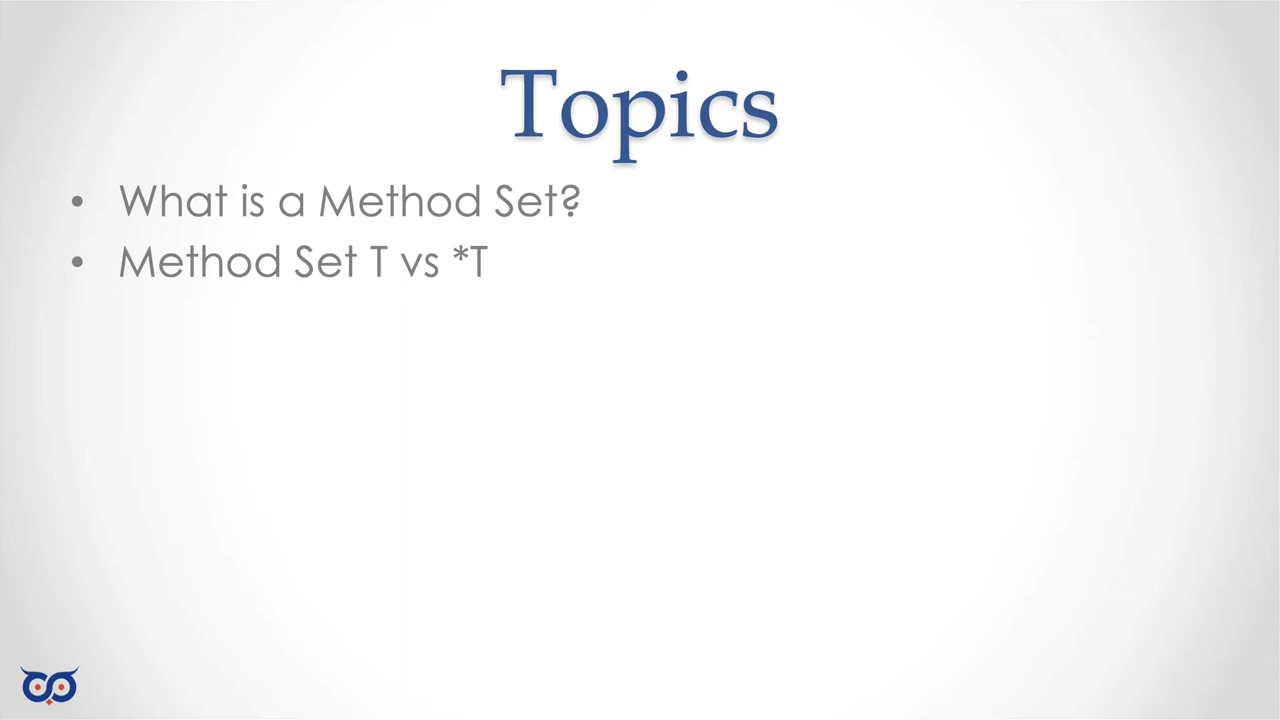 Topics
• What is a Method Set?
• Method Set T vs *T